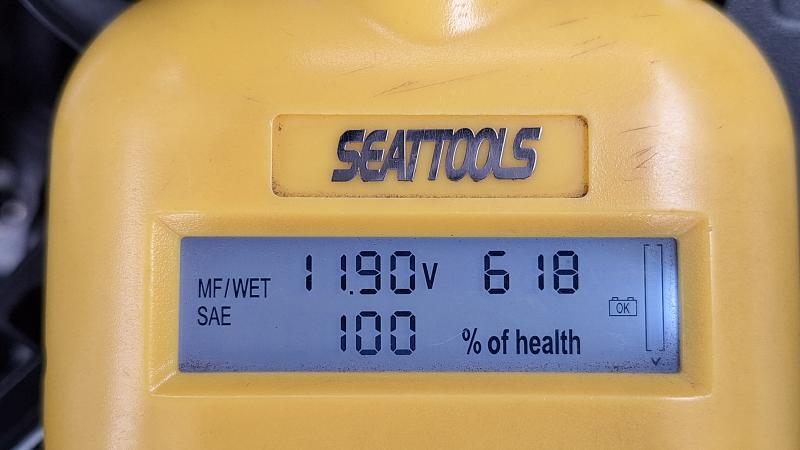 SEATTOOLS
MF/WET 11.90v 618
SAE 100 % of health
OK